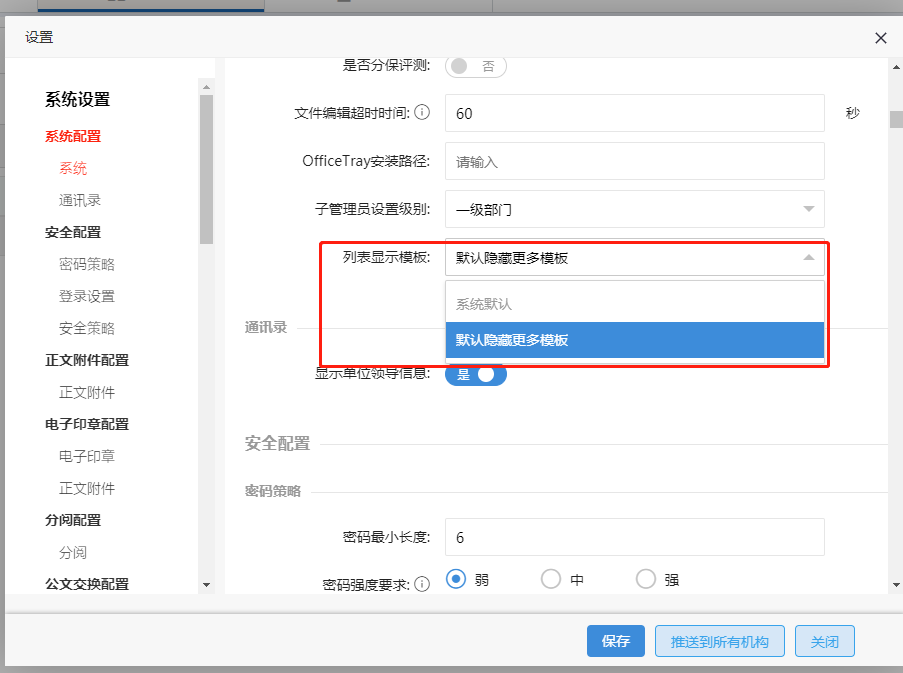 设置
系统设置
系统配置
系统
通讯录
安全配置
密码策略
登录设置
安全策略
正文附件配置
正文附件
电子印章配置
电子印章
正文附件
分阅配置
分阅
公文交换配置
是否分保评测: 否
文件编辑超时时间: 60 秒
OfficeTray安装路径: 请输入
子管理员设置级别: 一级部门
列表显示模板: 默认隐藏更多模板
系统默认
默认隐藏更多模板
通讯录
显示单位领导信息: 是
安全配置
密码策略
密码最小长度: 6
密码强度要求: 弱 中 强
保存 推送到所有机构 关闭